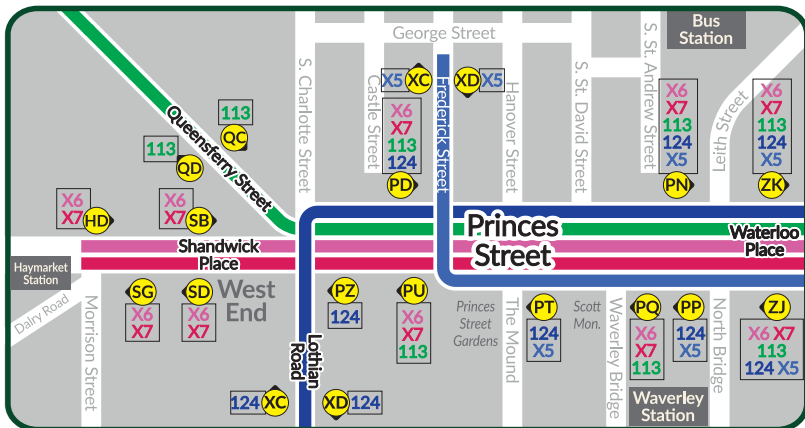 George Street
Bus
Station
S. Charlotte Street
Castle Street
Frederick Street
Hanover Street
S. St. David Street
S. St. Andrew Street
Leith Street
X5 XC
XD X5
X6
X7
113
124
PD
X6
X7
113
124
X5
PN
X6
X7
113
124
X5
ZK
113
QC
113
QD
Queensferry Street
X6
X7
HD
X6
X7
SB
Princes
Street
Waterloo
Place
Shandwick
Place
Haymarket
Station
Dalry Road
Morrison Street
SG
X6
X7
SD
X6
X7
West
End
PZ
124
PU
X6
X7
113
Princes
Street
Gardens
The Mound
PT
124
X5
Scott
Mon.
Waverley Bridge
PQ
X6
X7
113
PP
124
X5
North Bridge
ZJ
X6 X7
113
124 X5
Lothian
Road
124 XC
XD 124
Waverley
Station